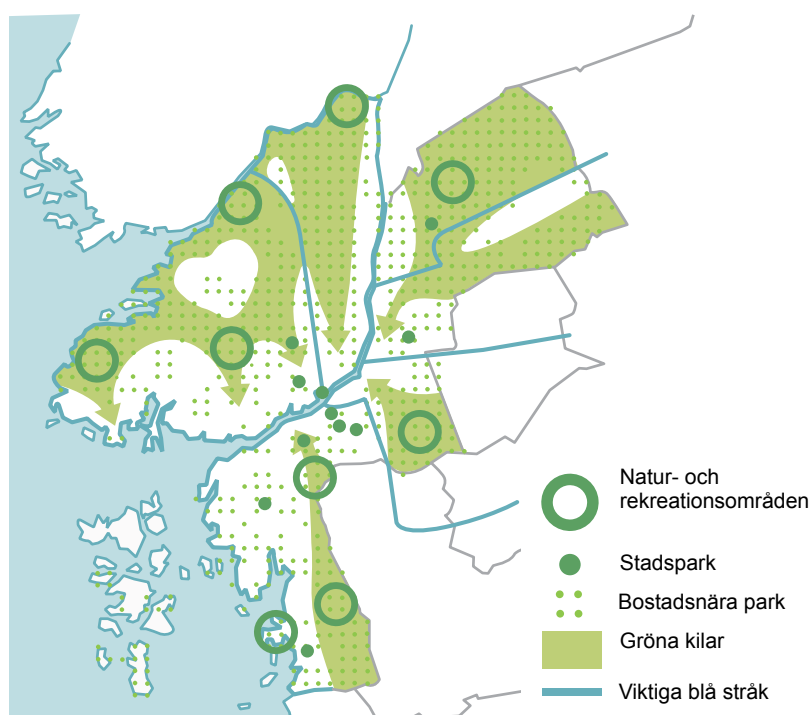 Natur- och
rekreationsområden
Stadspark
Bostadsnära park
Gröna kilar
Viktiga blå stråk